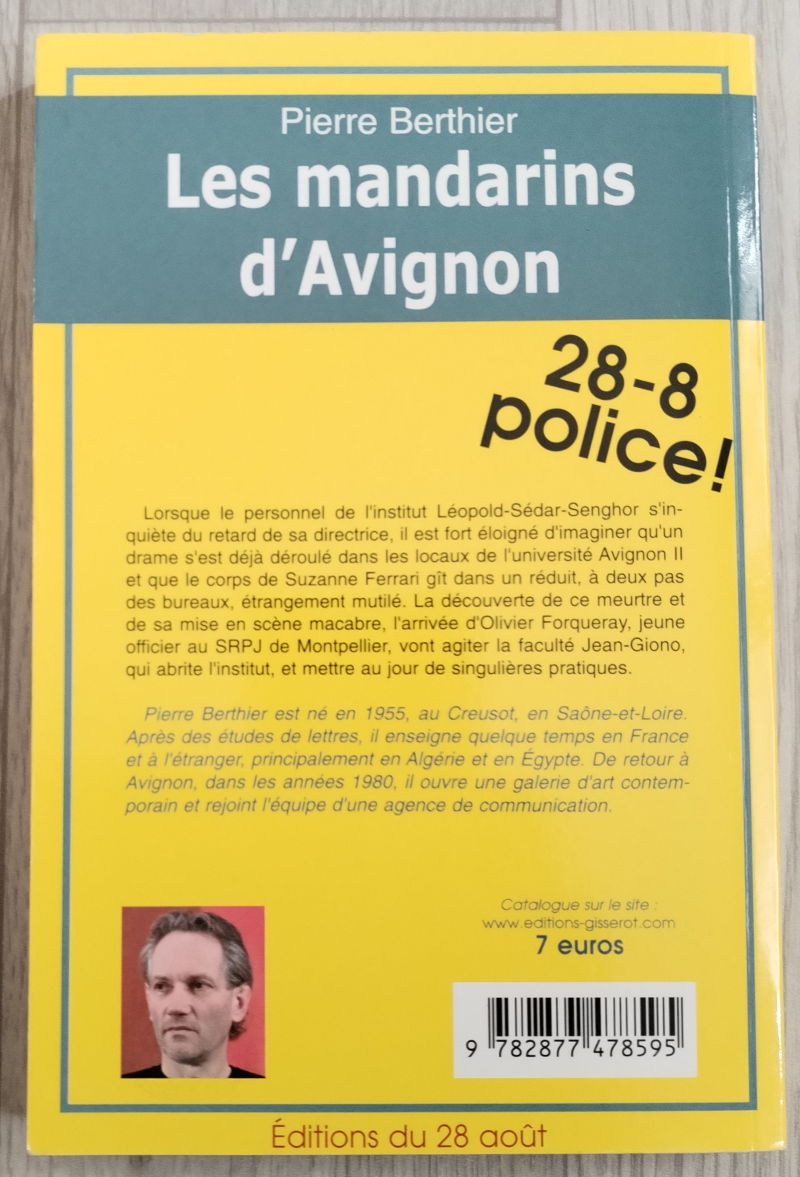 Pierre Berthier
Les mandarins
d'Avignon
28-8
police!
Lorsque le personnel de l'institut Léopold-Sédar-Senghor s'in-
quiète du retard de sa directrice, il est fort éloigné d'imaginer qu'un
drame s'est déjà déroulé dans les locaux de l'université Avignon II
et que le corps de Suzanne Ferrari gît dans un réduit, à deux pas
des bureaux, étrangement mutilé. La découverte de ce meurtre et
de sa mise en scène macabre, l'arrivée d'Olivier Forqueray, jeune
officier au SRPJ de Montpellier, vont agiter la faculté Jean-Giono,
qui abrite l'institut, et mettre au jour de singulières pratiques.
Pierre Berthier est né en 1955, au Creusot, en Saône-et-Loire.
Après des études de lettres, il enseigne quelque temps en France
et à l'étranger, principalement en Algérie et en Égypte. De retour à
Avignon, dans les années 1980, il ouvre une galerie d'art contem-
porain et rejoint l'équipe d'une agence de communication.
Catalogue sur le site :
www.editions-gisserot.com
7 euros
9 782877 478595
Éditions du 28 août